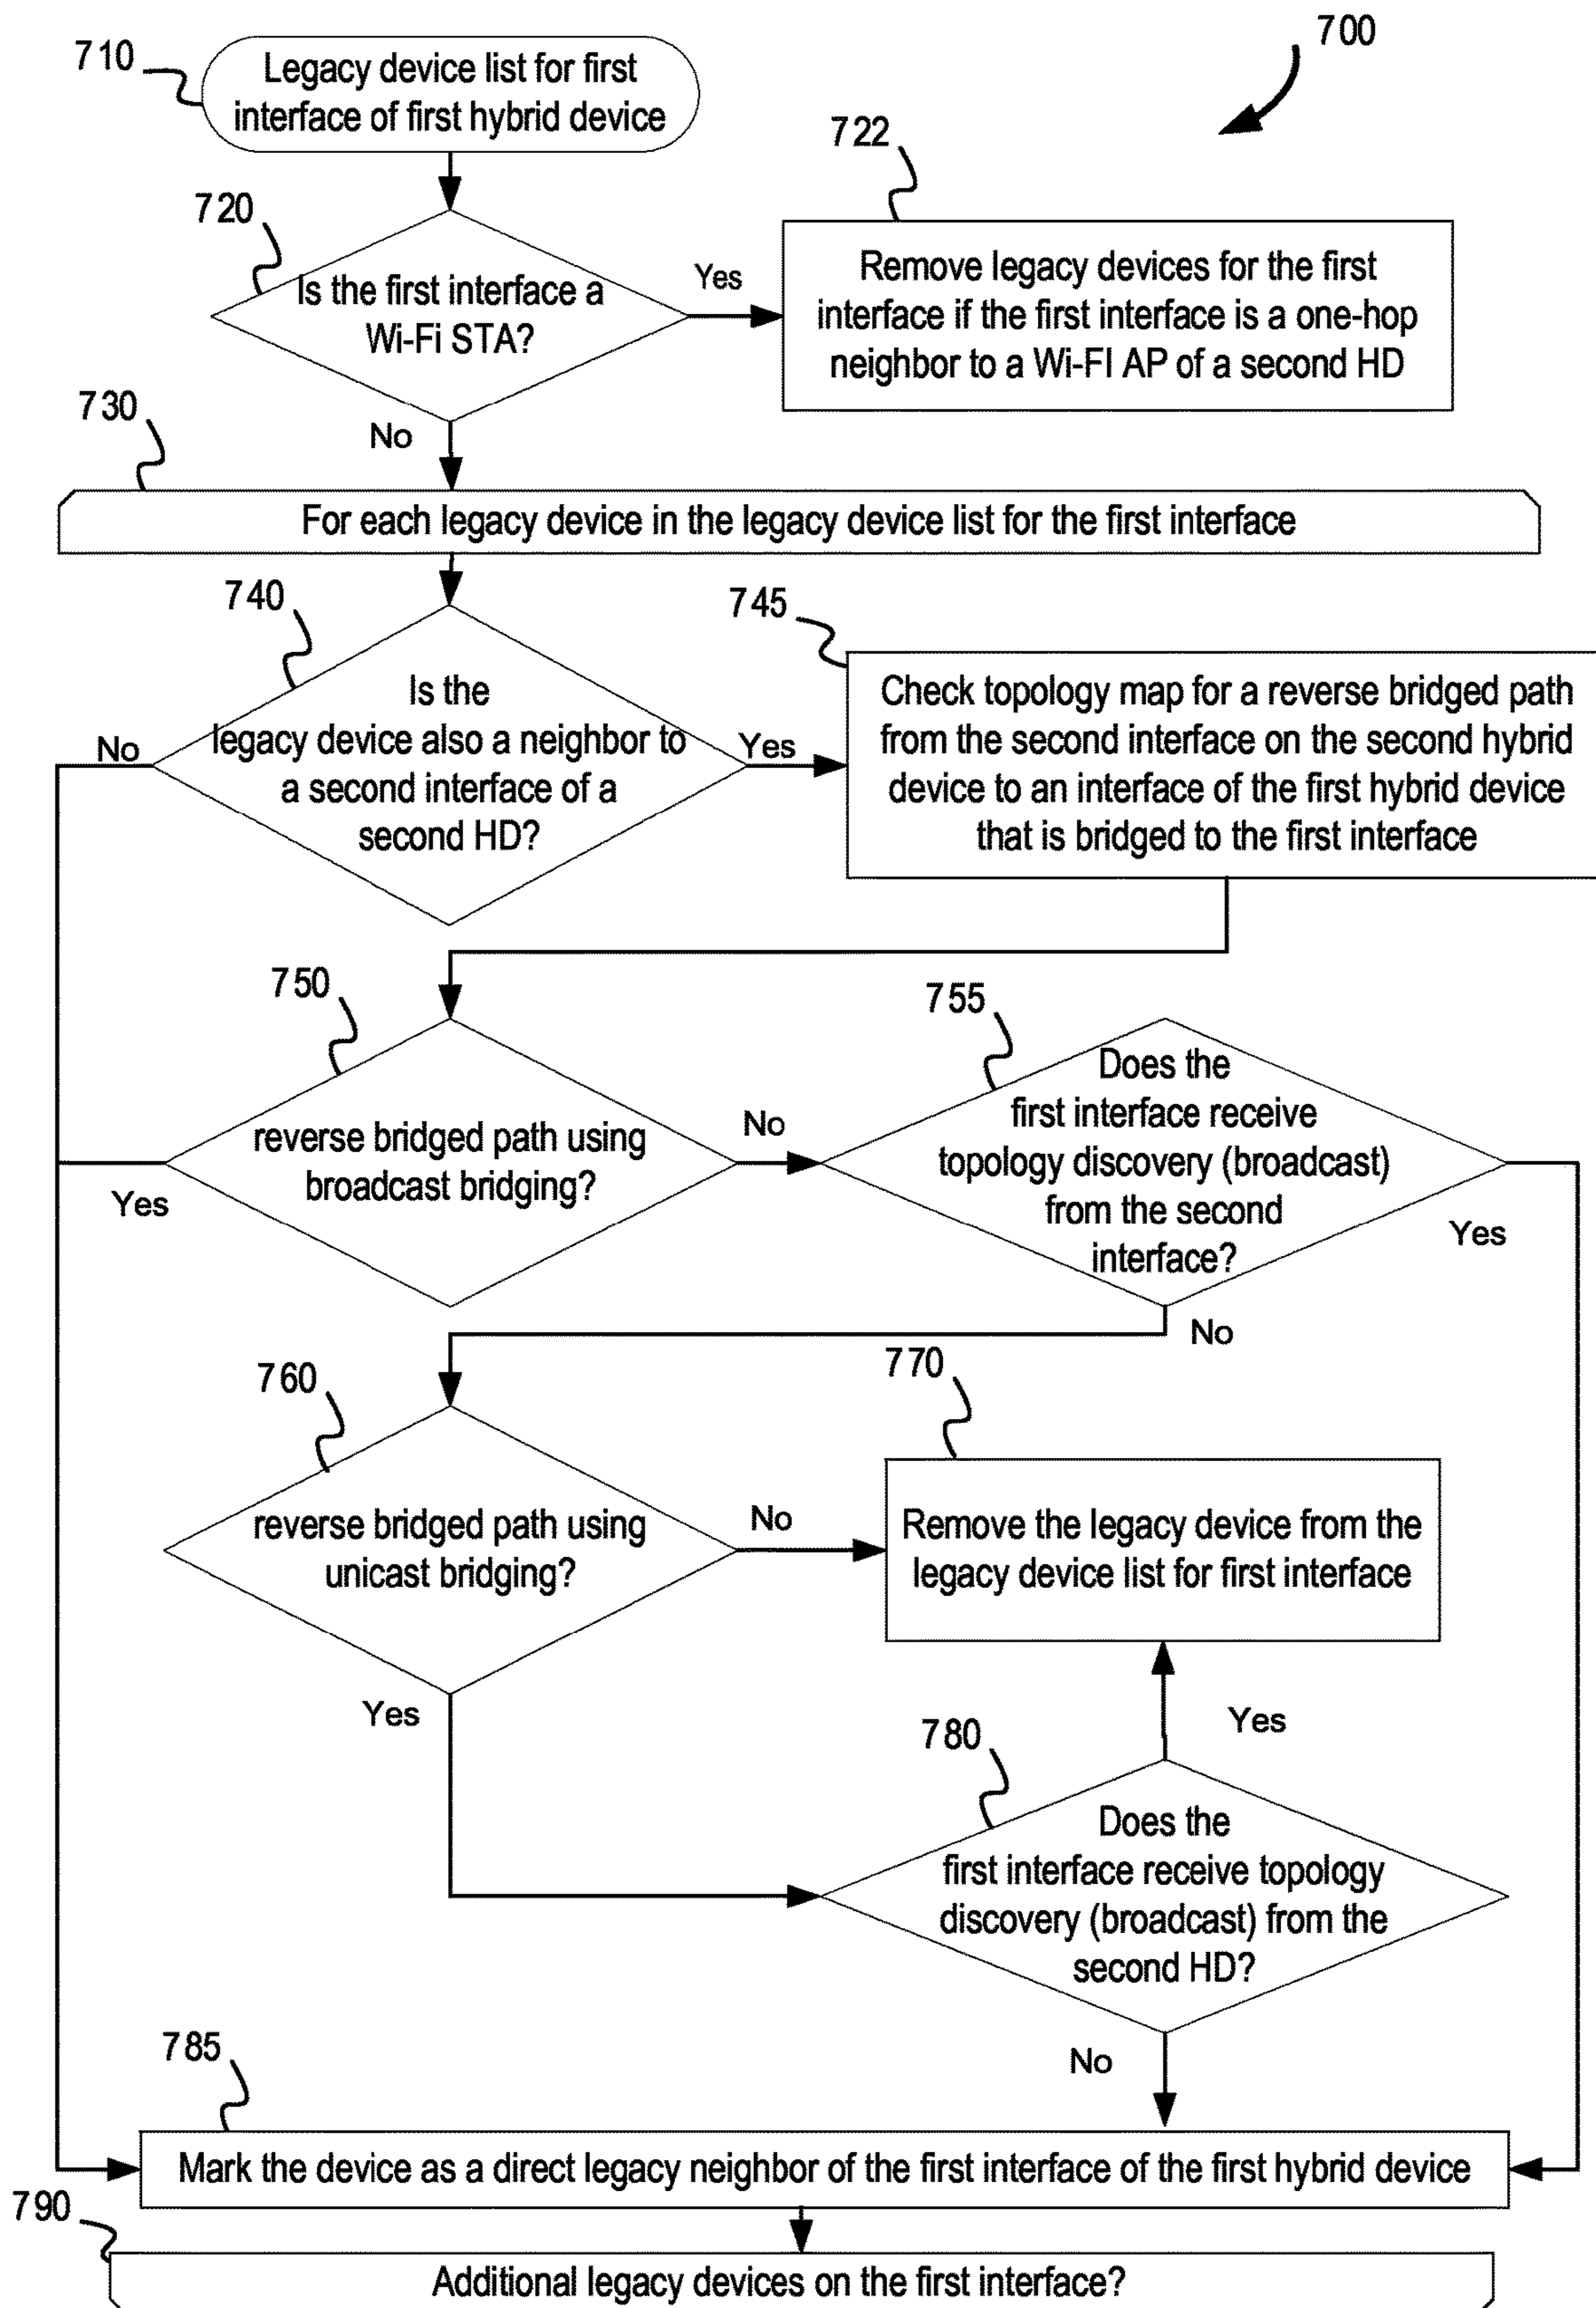 700
710
Legacy device list for first
interface of first hybrid device
722
720
Is the first interface a
Wi-Fi STA?
Yes
Remove legacy devices for the first
interface if the first interface is a one-hop
neighbor to a Wi-FI AP of a second HD
No
730
For each legacy device in the legacy device list for the first interface
740
Is the
legacy device also a neighbor to
a second interface of a
second HD?
No
Yes
745
Check topology map for a reverse bridged path
from the second interface on the second hybrid
device to an interface of the first hybrid device
that is bridged to the first interface
750
reverse bridged path using
broadcast bridging?
Yes
No
755
Does the
first interface receive
topology discovery (broadcast)
from the second
interface?
Yes
No
760
reverse bridged path using
unicast bridging?
No
Yes
770
Remove the legacy device from the
legacy device list for first interface
Yes
780
Does the
first interface receive topology
discovery (broadcast) from the
second HD?
No
785
Mark the device as a direct legacy neighbor of the first interface of the first hybrid device
790
Additional legacy devices on the first interface?